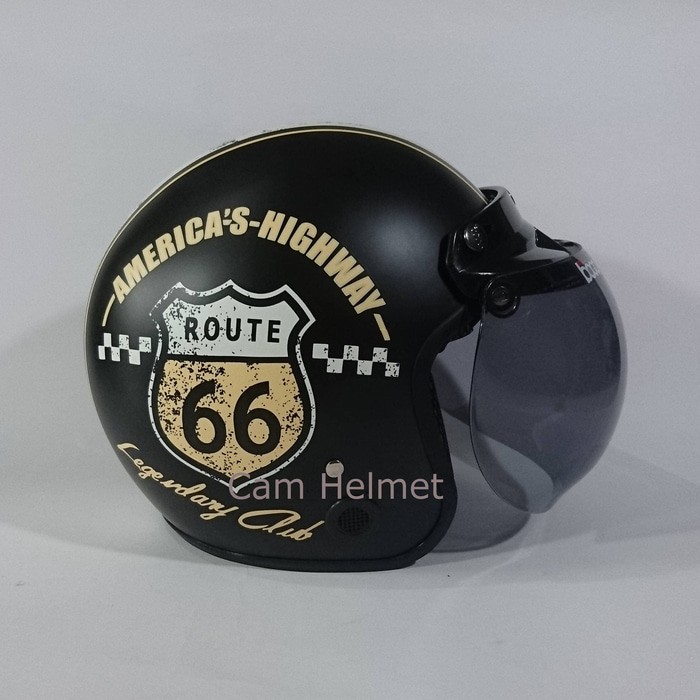 AMERICA'S-HIGHWAY
ROUTE
66
Legendary Club
Cam Helmet